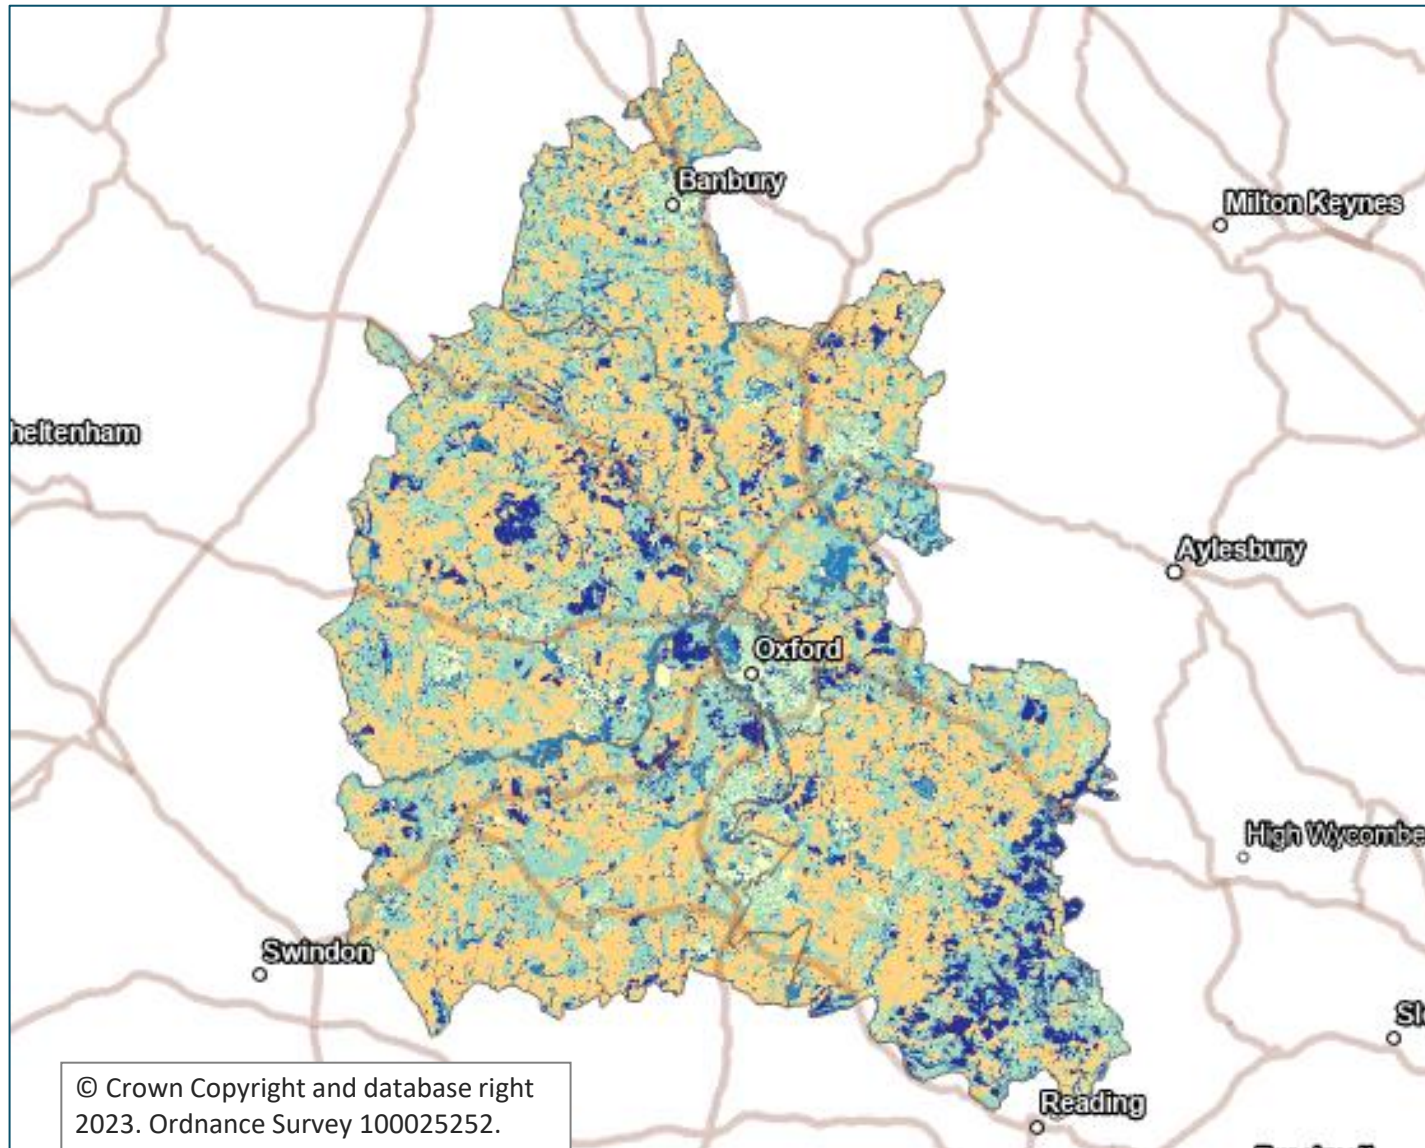 Banbury
Milton Keynes
heltenham
Aylesbury
Oxford
High Wycombe
Swindon
Sl
© Crown Copyright and database right
2023. Ordnance Survey 100025252.
Reading